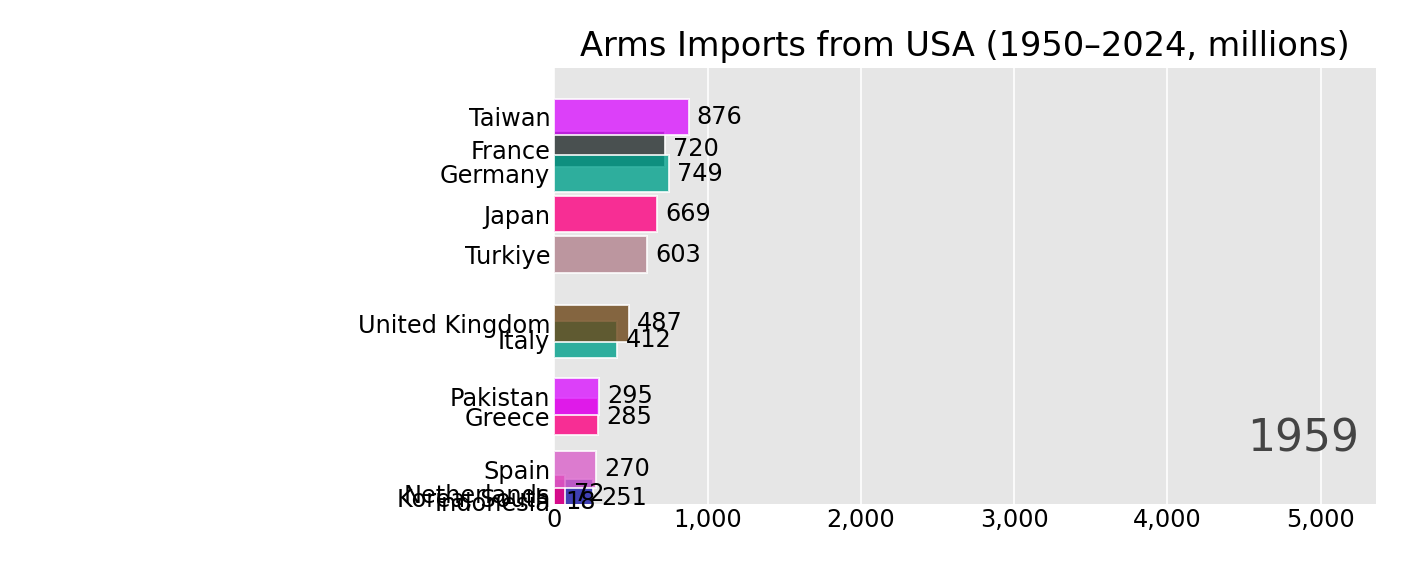 Arms Imports from USA (1950–2024, millions)
Taiwan 876
France 720
Germany 749
Japan 669
Turkiye 603
United Kingdom 487
Italy 412
Pakistan 295
Greece 285
1959
Spain 270
Netherlands 72
251
Indonesia 18
0 1,000 2,000 3,000 4,000 5,000